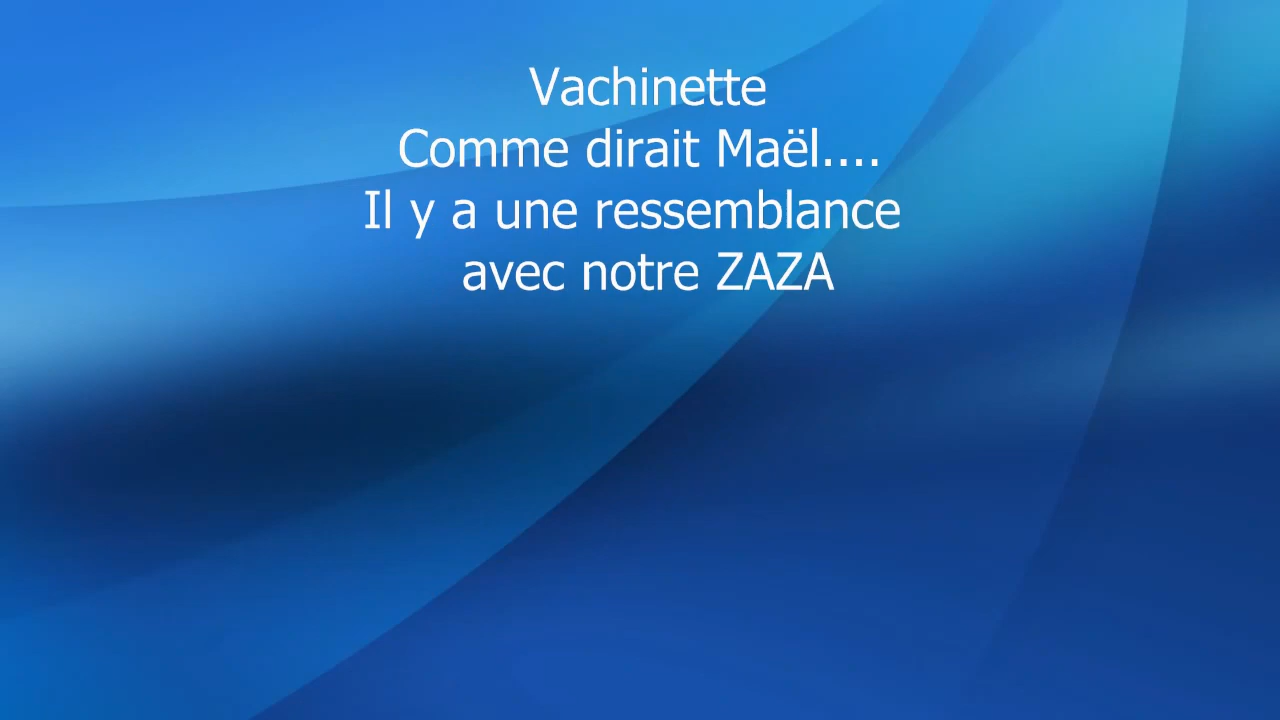 Vachinette
Comme dirait Maël....
Il y a une ressemblance
avec notre ZAZA